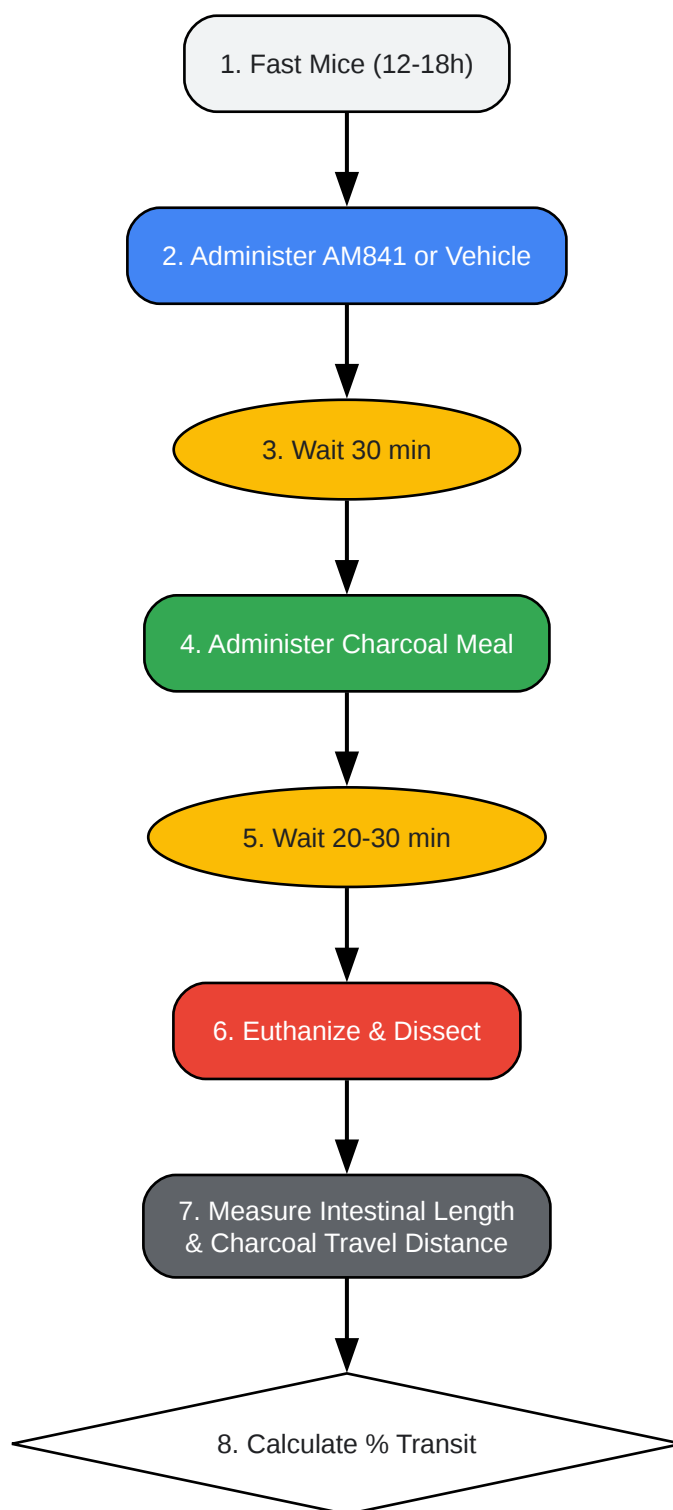 1. Fast Mice (12-18h)
2. Administer AM841 or Vehicle
3. Wait 30 min
4. Administer Charcoal Meal
5. Wait 20-30 min
6. Euthanize & Dissect
7. Measure Intestinal Length
& Charcoal Travel Distance
8. Calculate % Transit